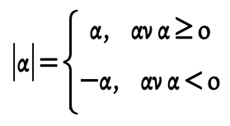 |α| = { α, αν α ≥ 0
−α, αν α < 0